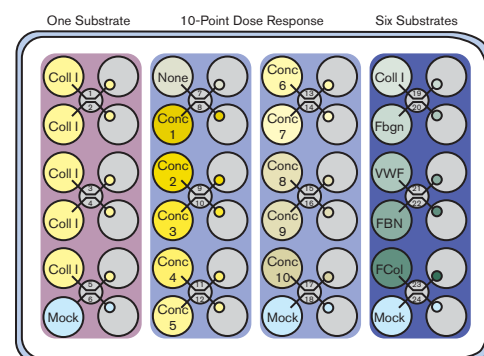 One Substrate
10-Point Dose Response
Six Substrates
Coll I
1
2
Coll I
Coll I
3
4
Coll I
Coll I
5
6
Mock
None
7
8
Conc
1
Conc
2
9
10
Conc
3
Conc
4
11
12
Conc
5
Conc
6
13
14
Conc
7
Conc
8
15
16
Conc
9
Conc
10
17
18
Mock
Coll I
19
20
Fbgn
VWF
21
22
FBN
FCol
23
24
Mock